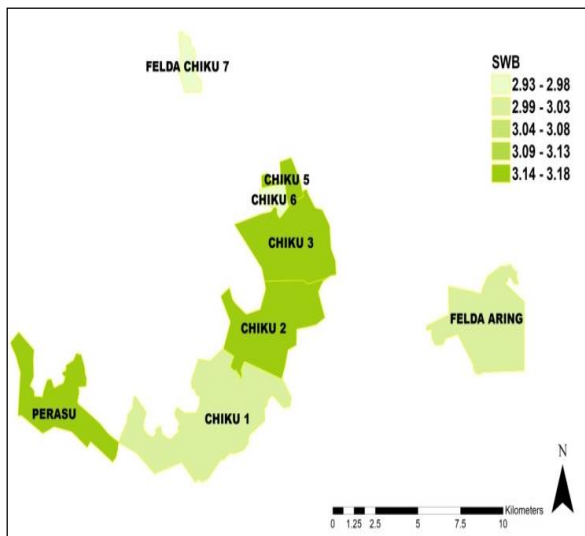 FELDA CHIKU 7
SWB
2.93 - 2.98
2.99 - 3.03
3.04 - 3.08
3.09 - 3.13
3.14 - 3.18
CHIKU 5
CHIKU 6
CHIKU 3
CHIKU 2
FELDA ARING
PERASU
CHIKU 1
N
Kilometers
0 1.25 2.5 5 7.5 10